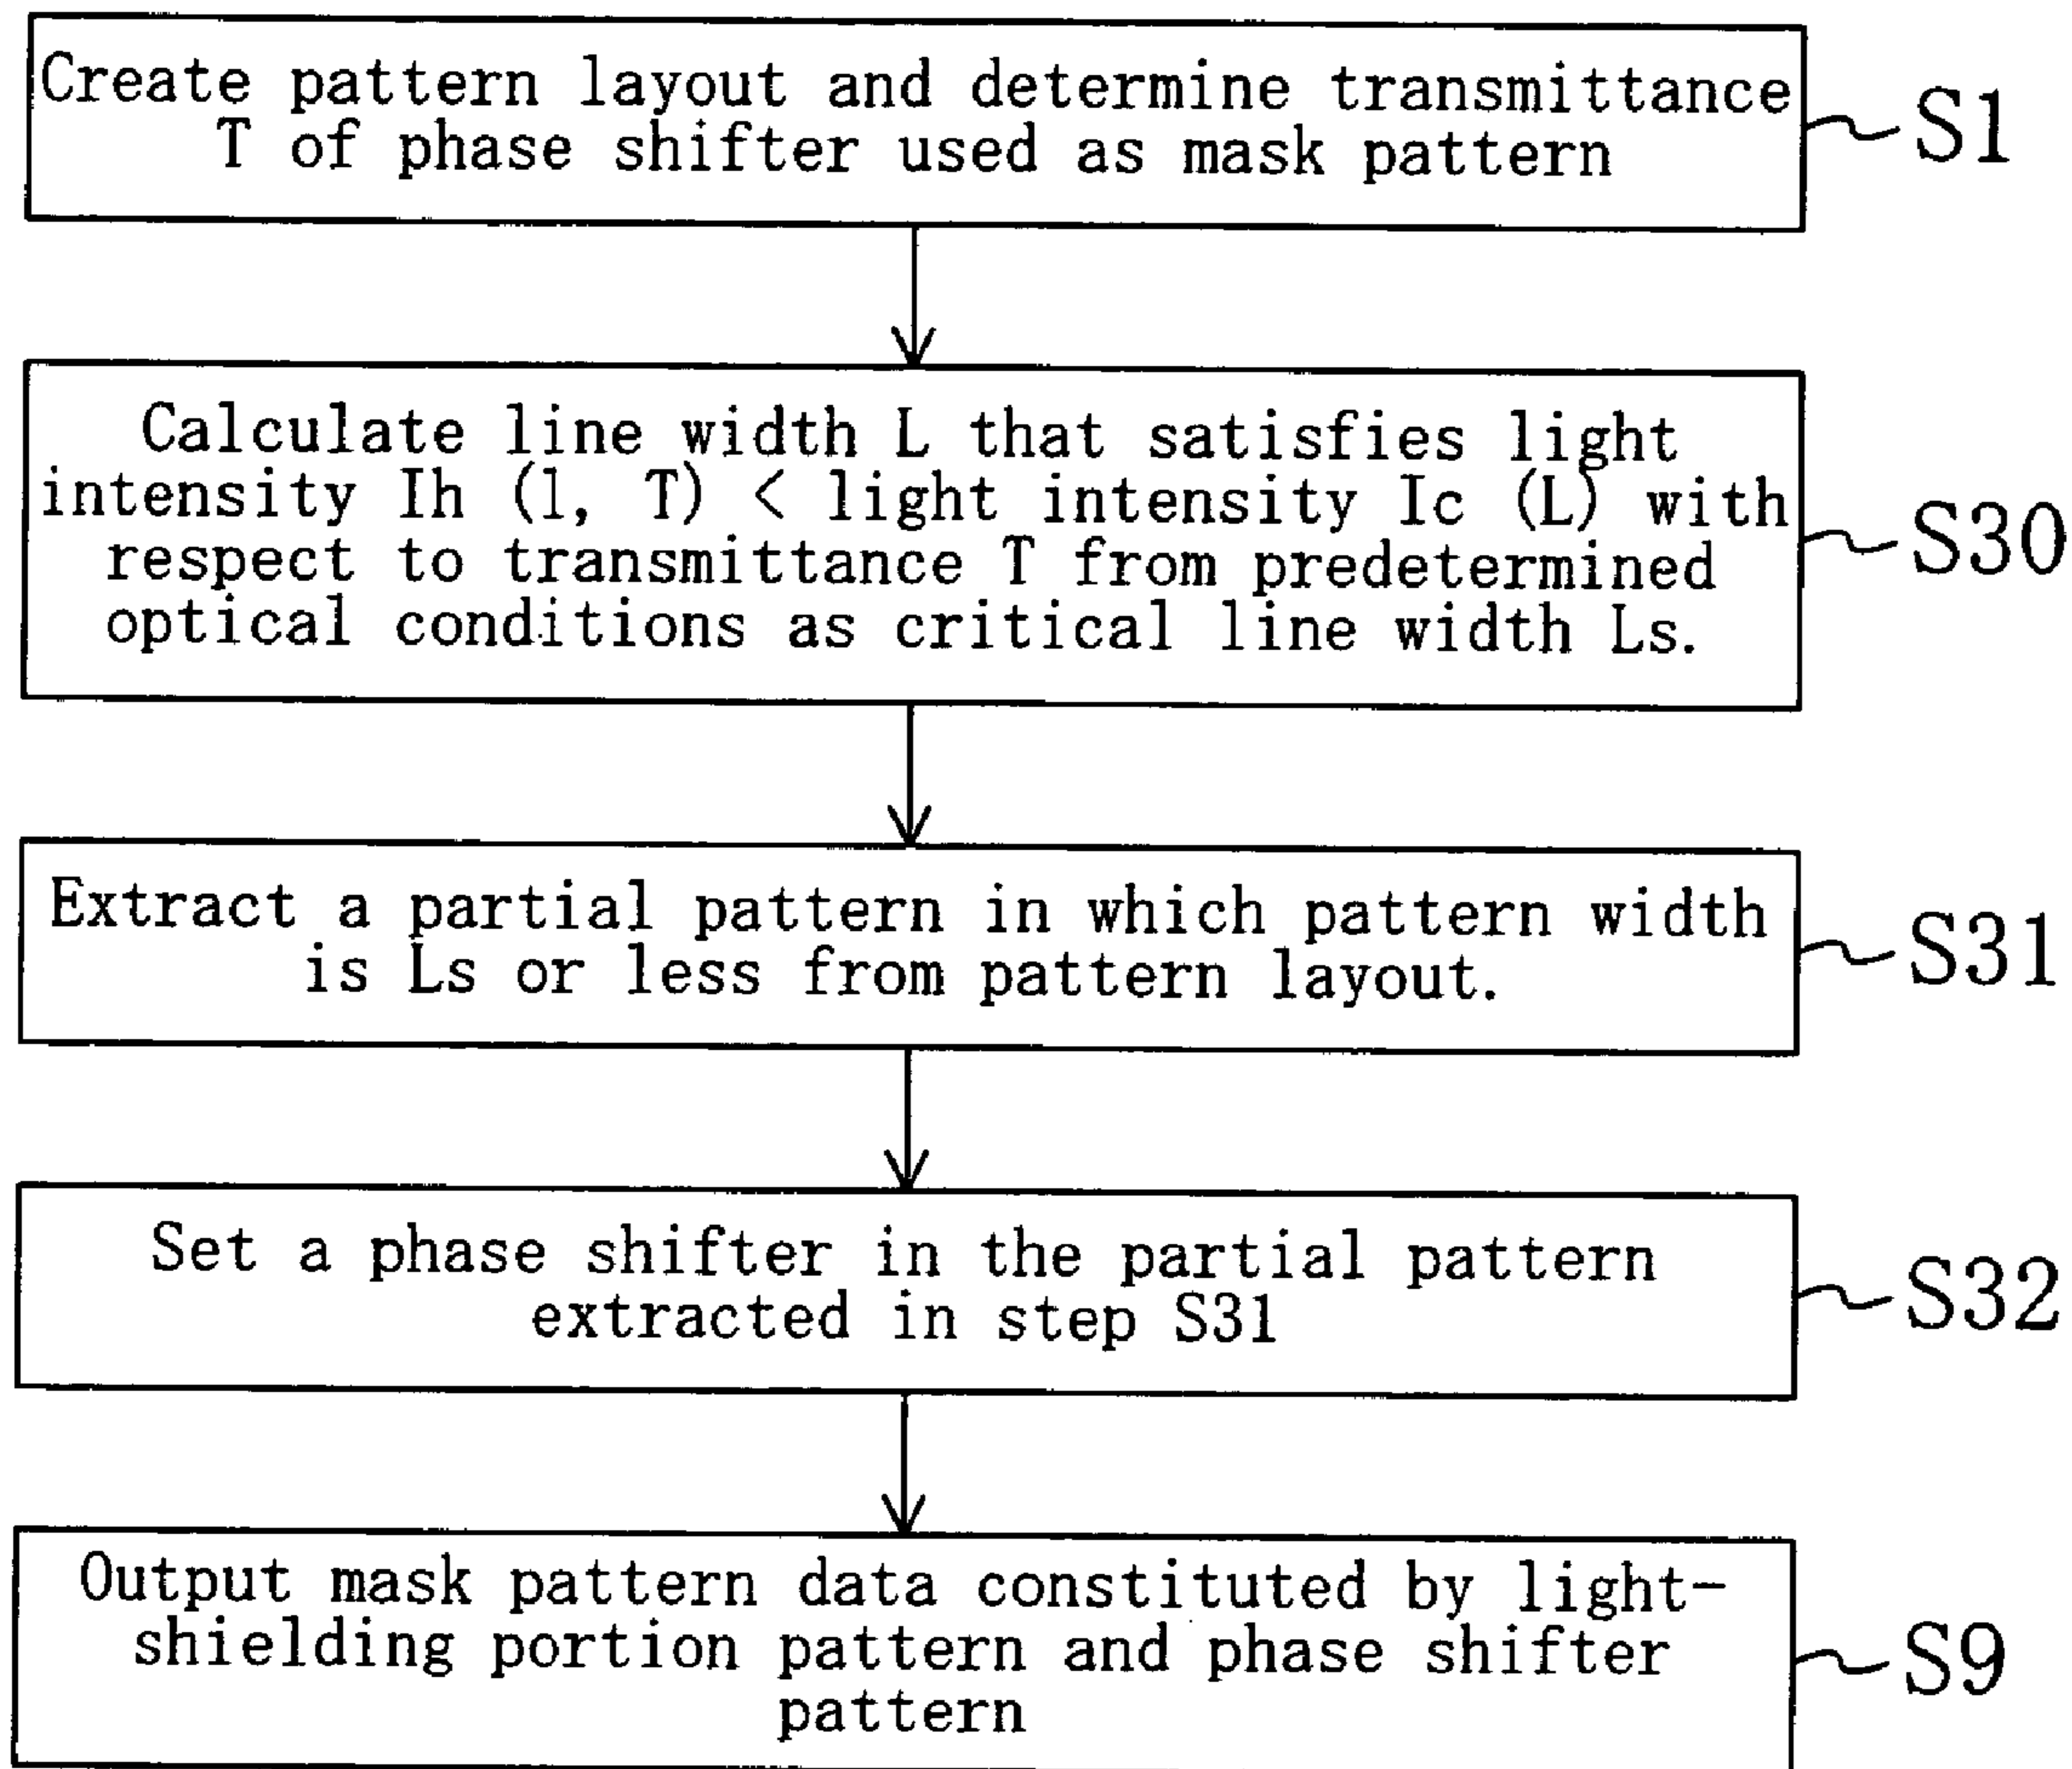 Create pattern layout and determine transmittance
T of phase shifter used as mask pattern
S1
Calculate line width L that satisfies light
intensity Ih (l, T) < light intensity Ic (L) with
respect to transmittance T from predetermined
optical conditions as critical line width Ls.
S30
Extract a partial pattern in which pattern width
is Ls or less from pattern layout.
S31
Set a phase shifter in the partial pattern
extracted in step S31
S32
Output mask pattern data constituted by light-
shielding portion pattern and phase shifter
pattern
S9